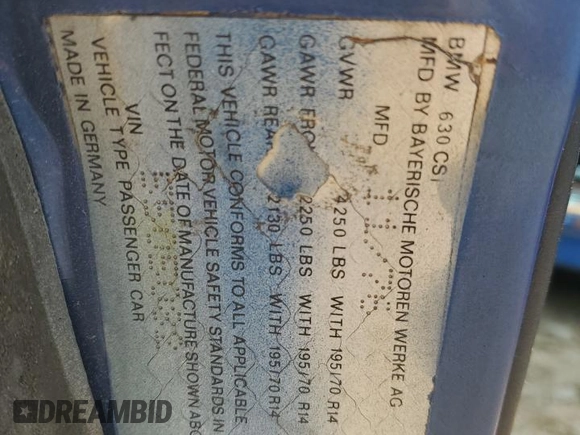 BMW 630 CSi
MFD BY BAYERISCHE MOTOREN WERKE AG
MFD
GVWR 4250 LBS WITH 195/70 R14
GAWR FRO 2250 LBS WITH 195/70 R14
GAWR REA 2130 LBS WITH 195/70 R14
THIS VEHICLE CONFORMS TO ALL APPLICABLE
FEDERAL MOTOR VEHICLE SAFETY STANDARDS IN
FECT ON THE DATE OF MANUFACTURE SHOWN ABO
VIN
VEHICLE TYPE PASSENGER CAR
MADE IN GERMANY
DREAMBID